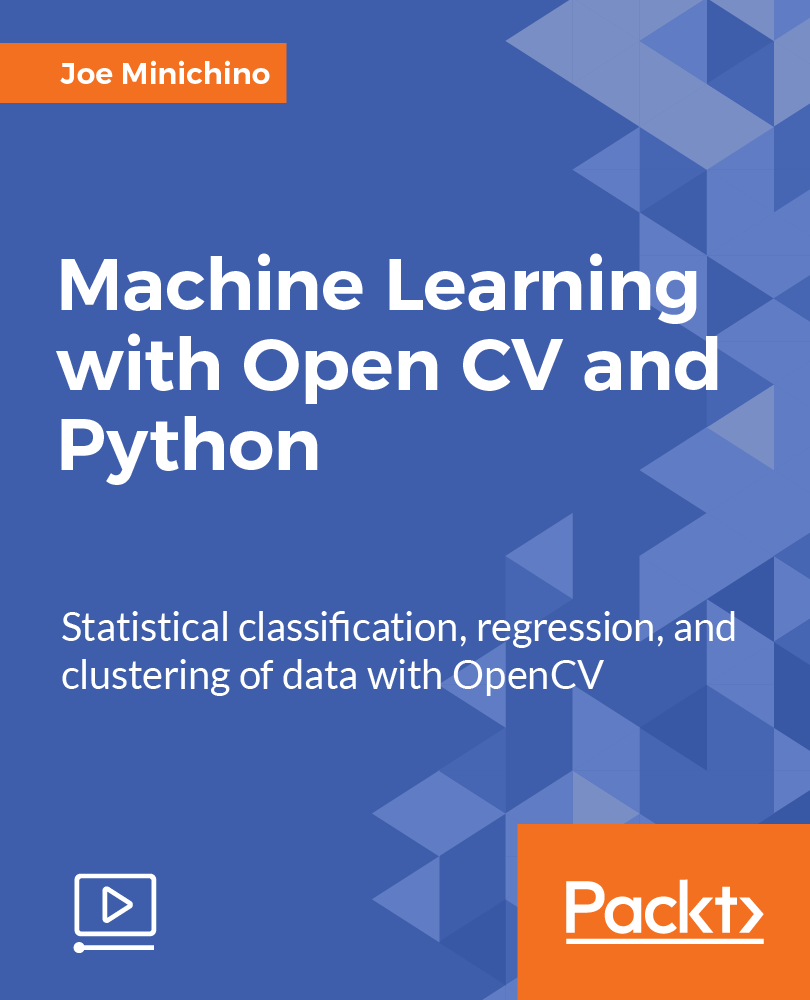 Joe Minichino
Machine Learning
with Open CV and
Python
Statistical classification, regression, and
clustering of data with OpenCV
Packt>